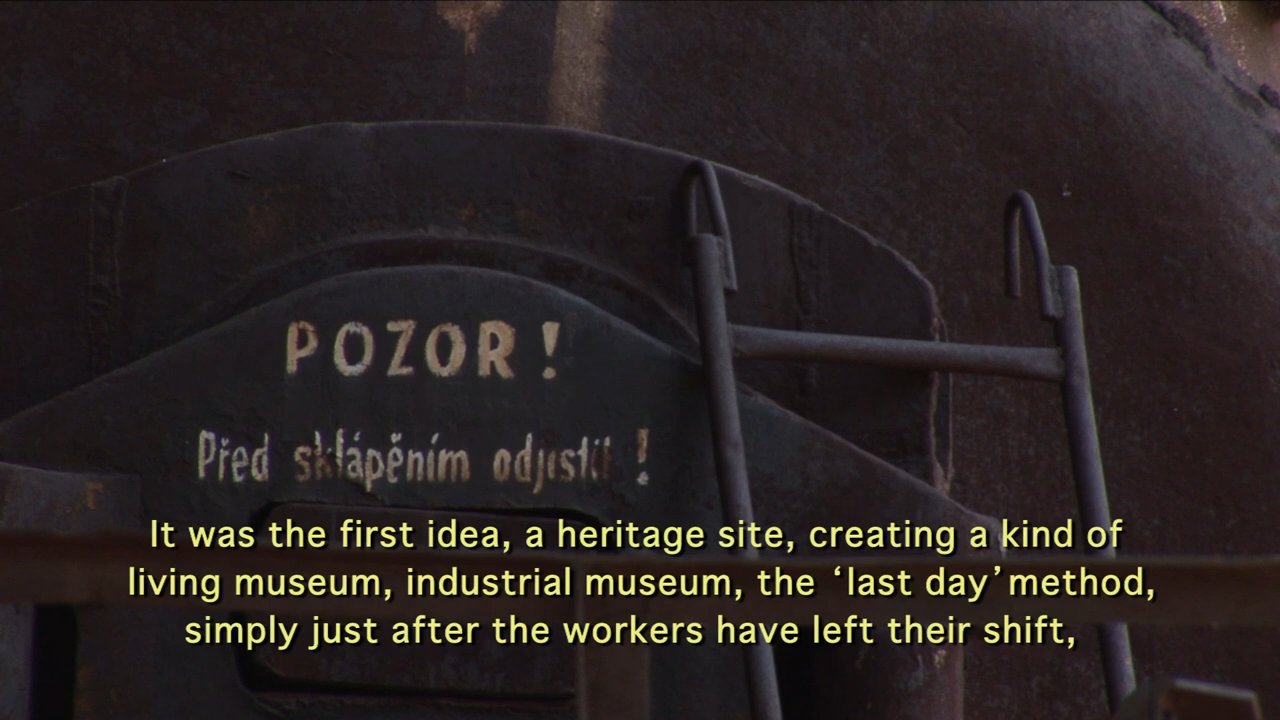 POZOR!
Před sklápěním odjistit!
It was the first idea, a heritage site, creating a kind of
living museum, industrial museum, the ‘last day’ method,
simply just after the workers have left their shift,